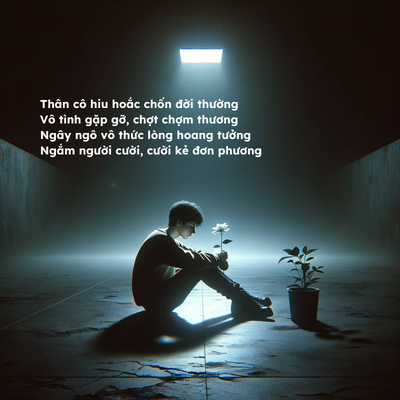 Thân cô hiu hoắc chốn đời thường
Vô tình gặp gỡ, chợt chợm thương
Ngây ngô vô thức lòng hoang tưởng
Ngắm người cười, cười kẻ đơn phương